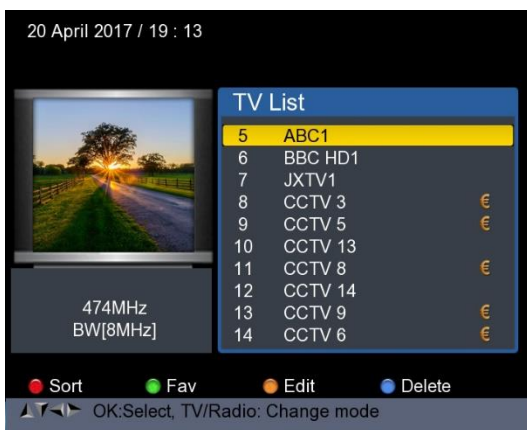 20 April 2017 / 19 : 13
TV List
5 ABC1
6 BBC HD1
7 JXTV1
8 CCTV 3 €
9 CCTV 5 €
10 CCTV 13
11 CCTV 8 €
12 CCTV 14
13 CCTV 9 €
14 CCTV 6 €
474MHz
BW[8MHz]
Sort Fav Edit Delete
OK:Select, TV/Radio: Change mode